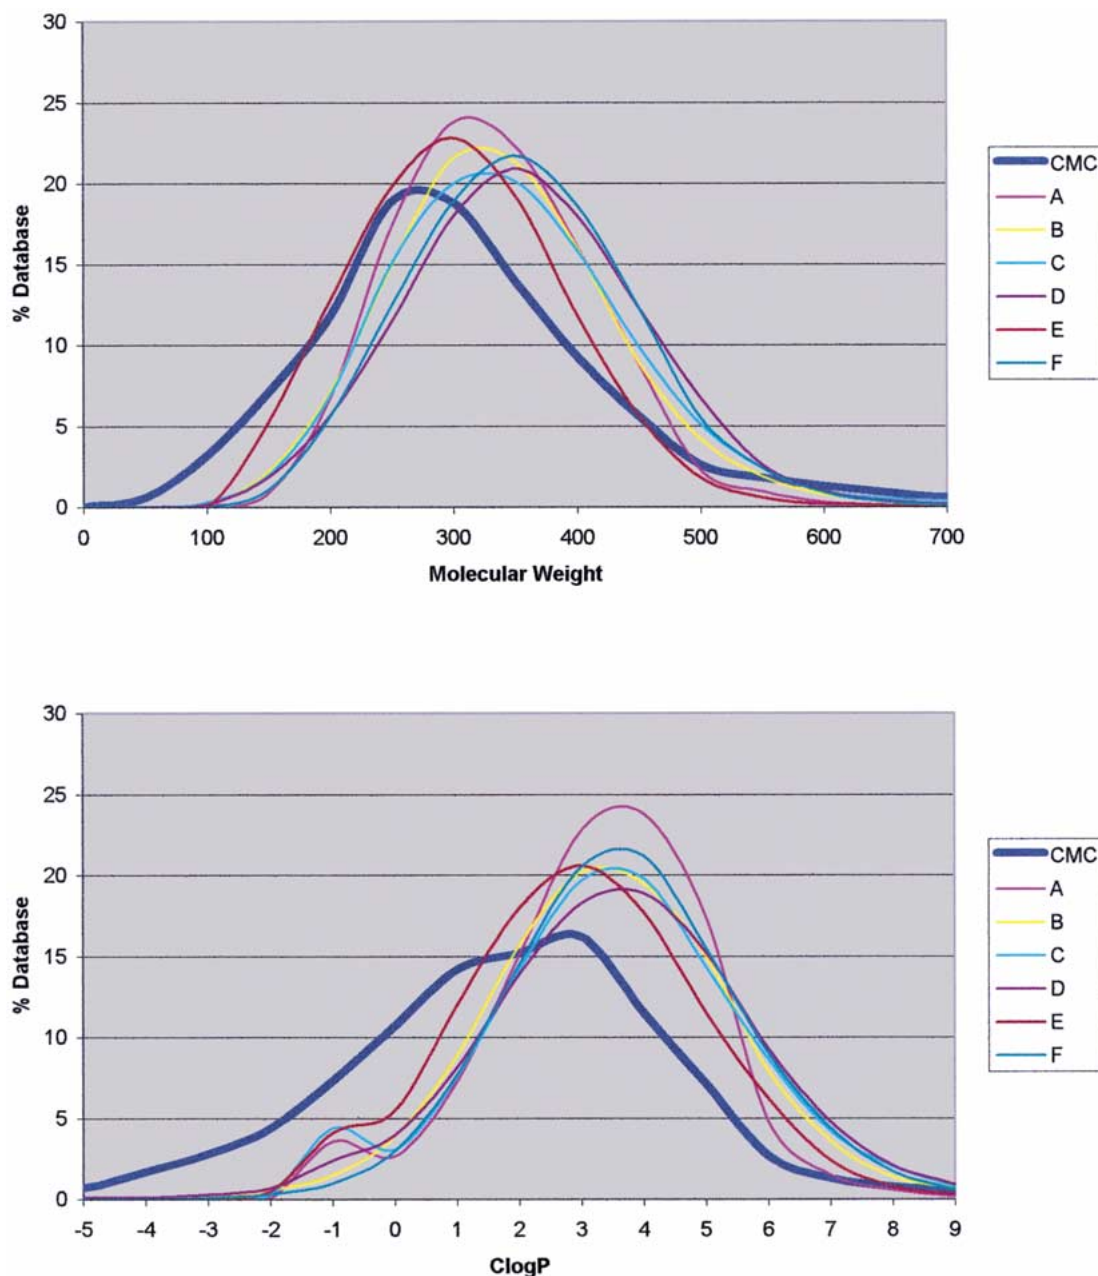 30
25
20
15
10
5
0
% Database
0 100 200 300 400 500 600 700
Molecular Weight
CMC
A
B
C
D
E
F
30
25
20
15
10
5
0
% Database
-5 -4 -3 -2 -1 0 1 2 3 4 5 6 7 8 9
ClogP
CMC
A
B
C
D
E
F